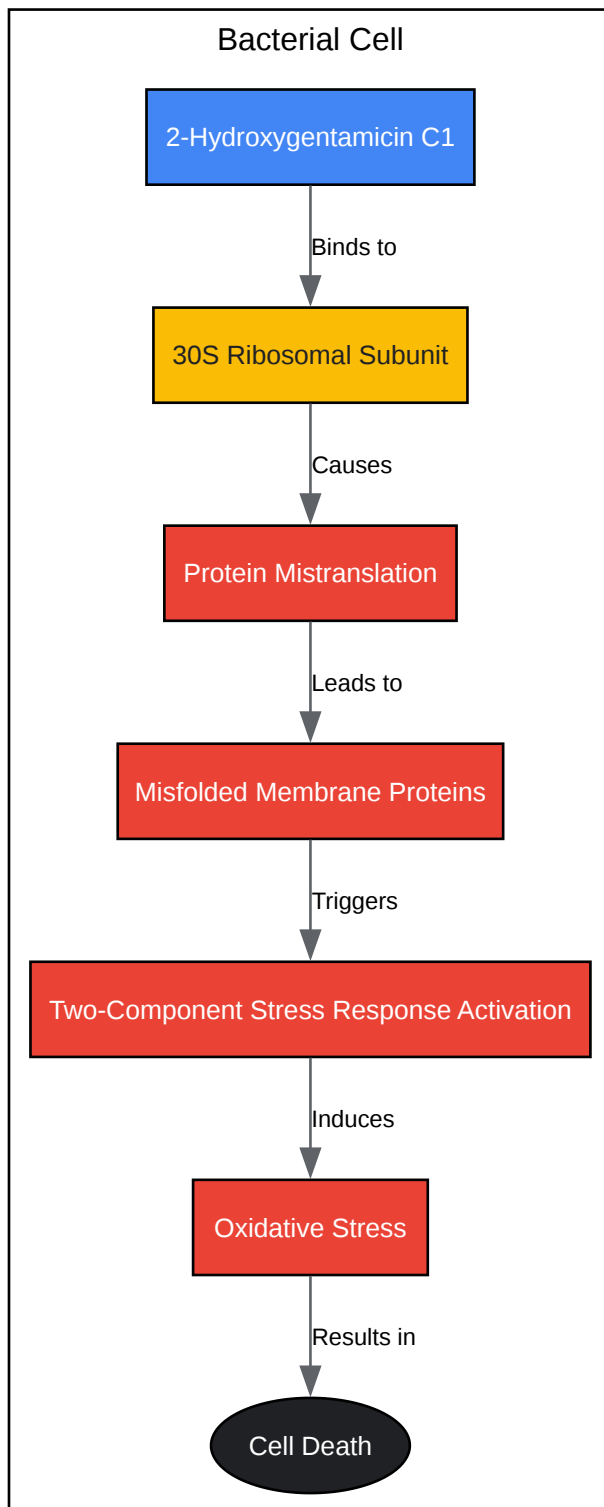 Bacterial Cell
2-Hydroxygentamicin C1
Binds to
30S Ribosomal Subunit
Causes
Protein Mistranslation
Leads to
Misfolded Membrane Proteins
Triggers
Two-Component Stress Response Activation
Induces
Oxidative Stress
Results in
Cell Death